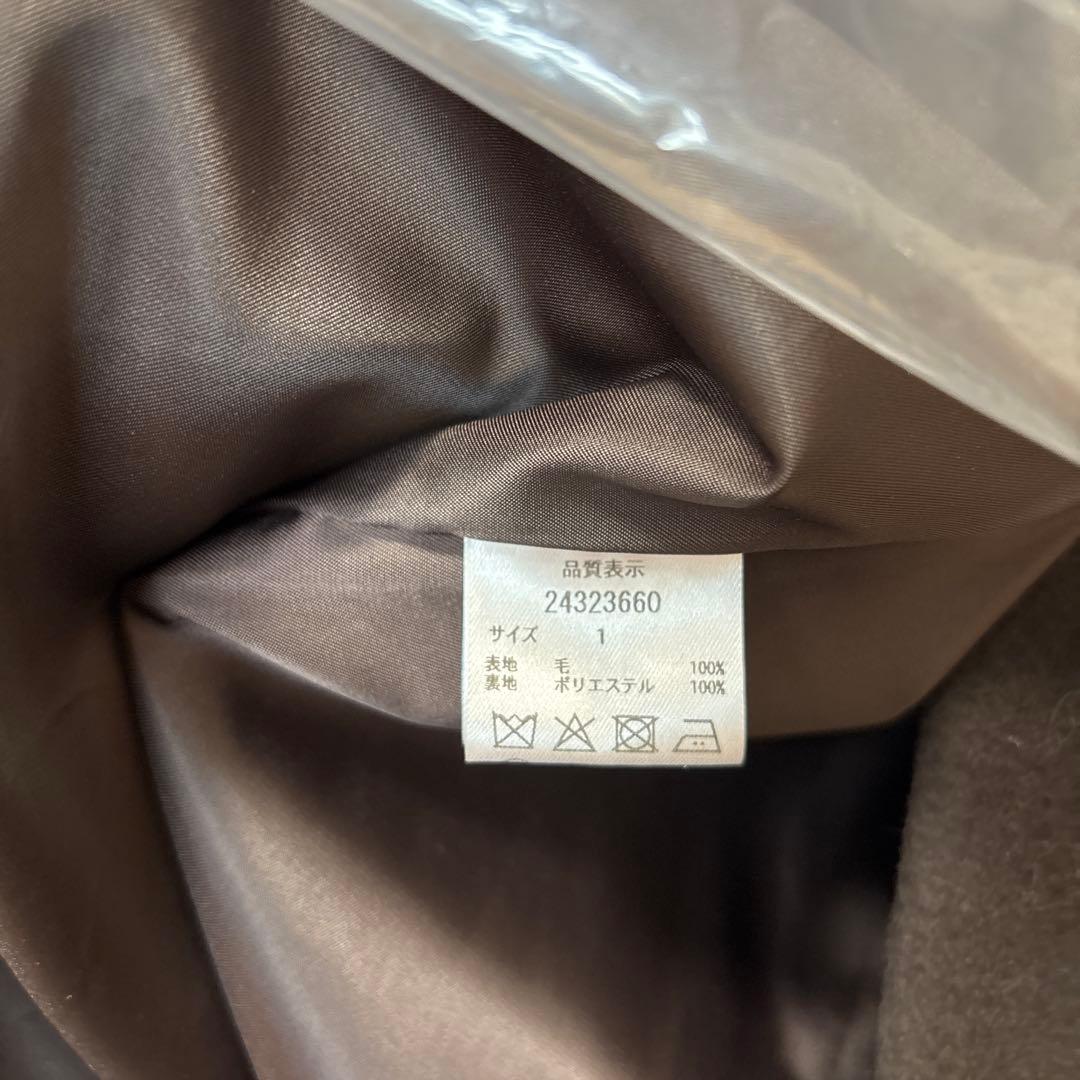 品質表示
24323660
サイズ 1
表地 毛 100%
裏地 ポリエステル 100%